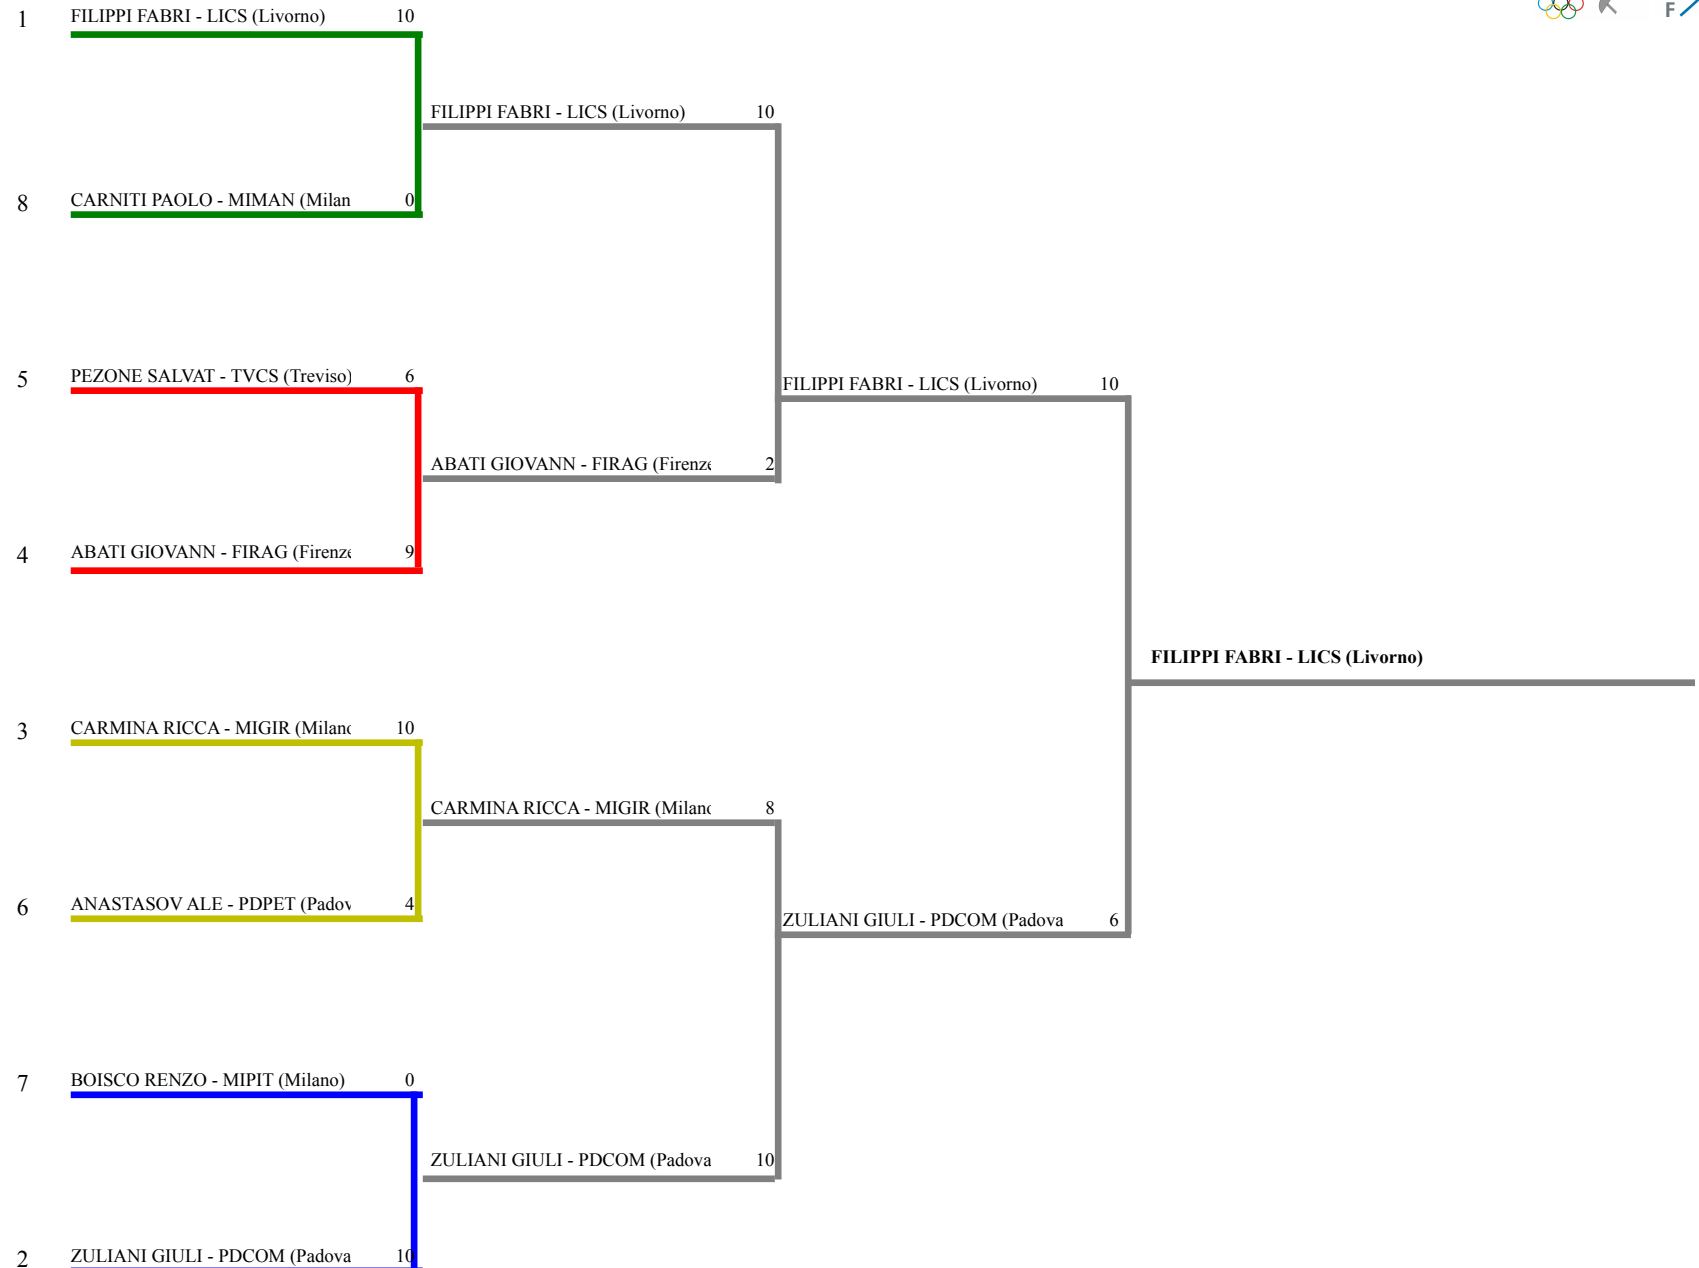 F
1 FILIPPI FABRI - LICS (Livorno) 10
FILIPPI FABRI - LICS (Livorno) 10
8 CARNITI PAOLO - MIMAN (Milan 0
5 PEZONE SALVAT - TVCS (Treviso) 6
FILIPPI FABRI - LICS (Livorno) 10
ABATI GIOVANN - FIRAG (Firenze 2
4 ABATI GIOVANN - FIRAG (Firenze 9
FILIPPI FABRI - LICS (Livorno)
3 CARMINA RICCA - MIGIR (Milano 10
CARMINA RICCA - MIGIR (Milano 8
6 ANASTASOV ALE - PDPET (Padov 4
ZULIANI GIULI - PDCOM (Padova 6
7 BOISCO RENZO - MIPIT (Milano) 0
ZULIANI GIULI - PDCOM (Padova 10
2 ZULIANI GIULI - PDCOM (Padova 10